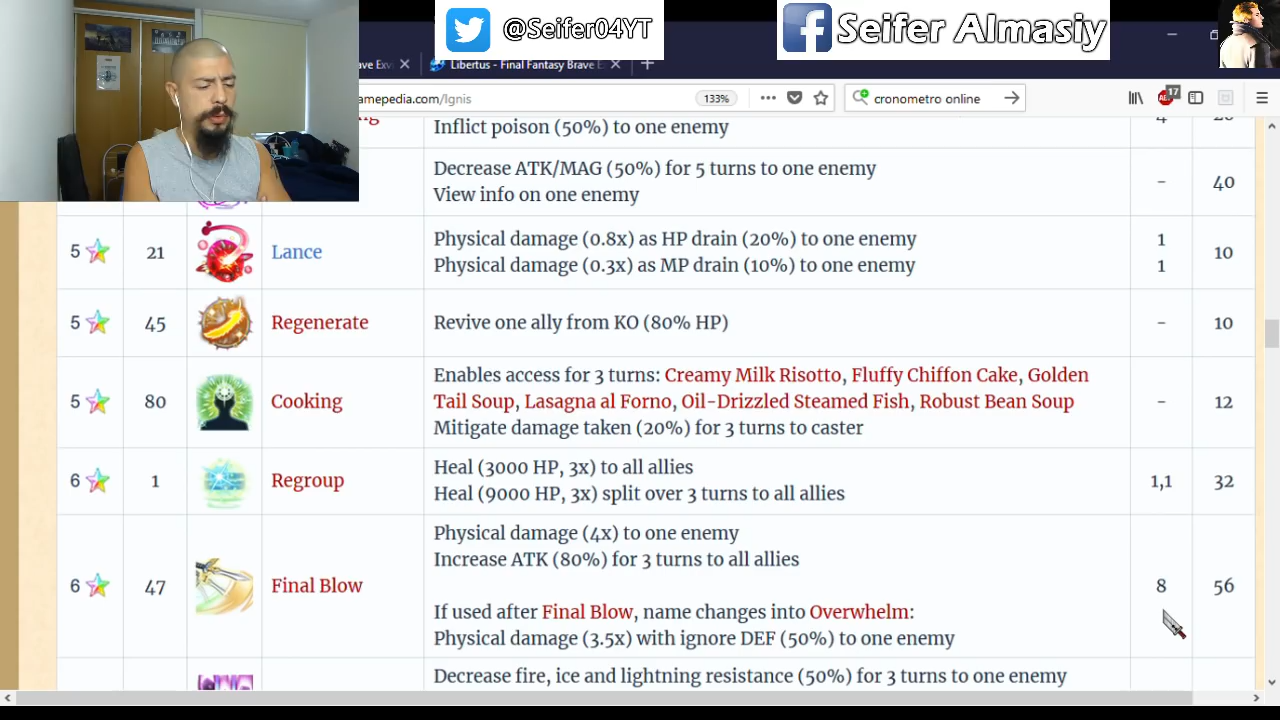 @Seifer04YT
Seifer Almasiy
Libertus - Final Fantasy Brave E
amepedia.com/Ignis
133%
cronometro online
17
Inflict poison (50%) to one enemy
Decrease ATK/MAG (50%) for 5 turns to one enemy
View info on one enemy
- 40
5 21 Lance
Physical damage (0.8x) as HP drain (20%) to one enemy
Physical damage (0.3x) as MP drain (10%) to one enemy
1
1
10
5 45 Regenerate Revive one ally from KO (80% HP) - 10
5 80 Cooking
Enables access for 3 turns: Creamy Milk Risotto, Fluffy Chiffon Cake, Golden
Tail Soup, Lasagna al Forno, Oil-Drizzled Steamed Fish, Robust Bean Soup
Mitigate damage taken (20%) for 3 turns to caster
- 12
6 1 Regroup
Heal (3000 HP, 3x) to all allies
Heal (9000 HP, 3x) split over 3 turns to all allies
1,1 32
6 47 Final Blow
Physical damage (4x) to one enemy
Increase ATK (80%) for 3 turns to all allies
If used after Final Blow, name changes into Overwhelm:
Physical damage (3.5x) with ignore DEF (50%) to one enemy
8 56
Decrease fire, ice and lightning resistance (50%) for 3 turns to one enemy